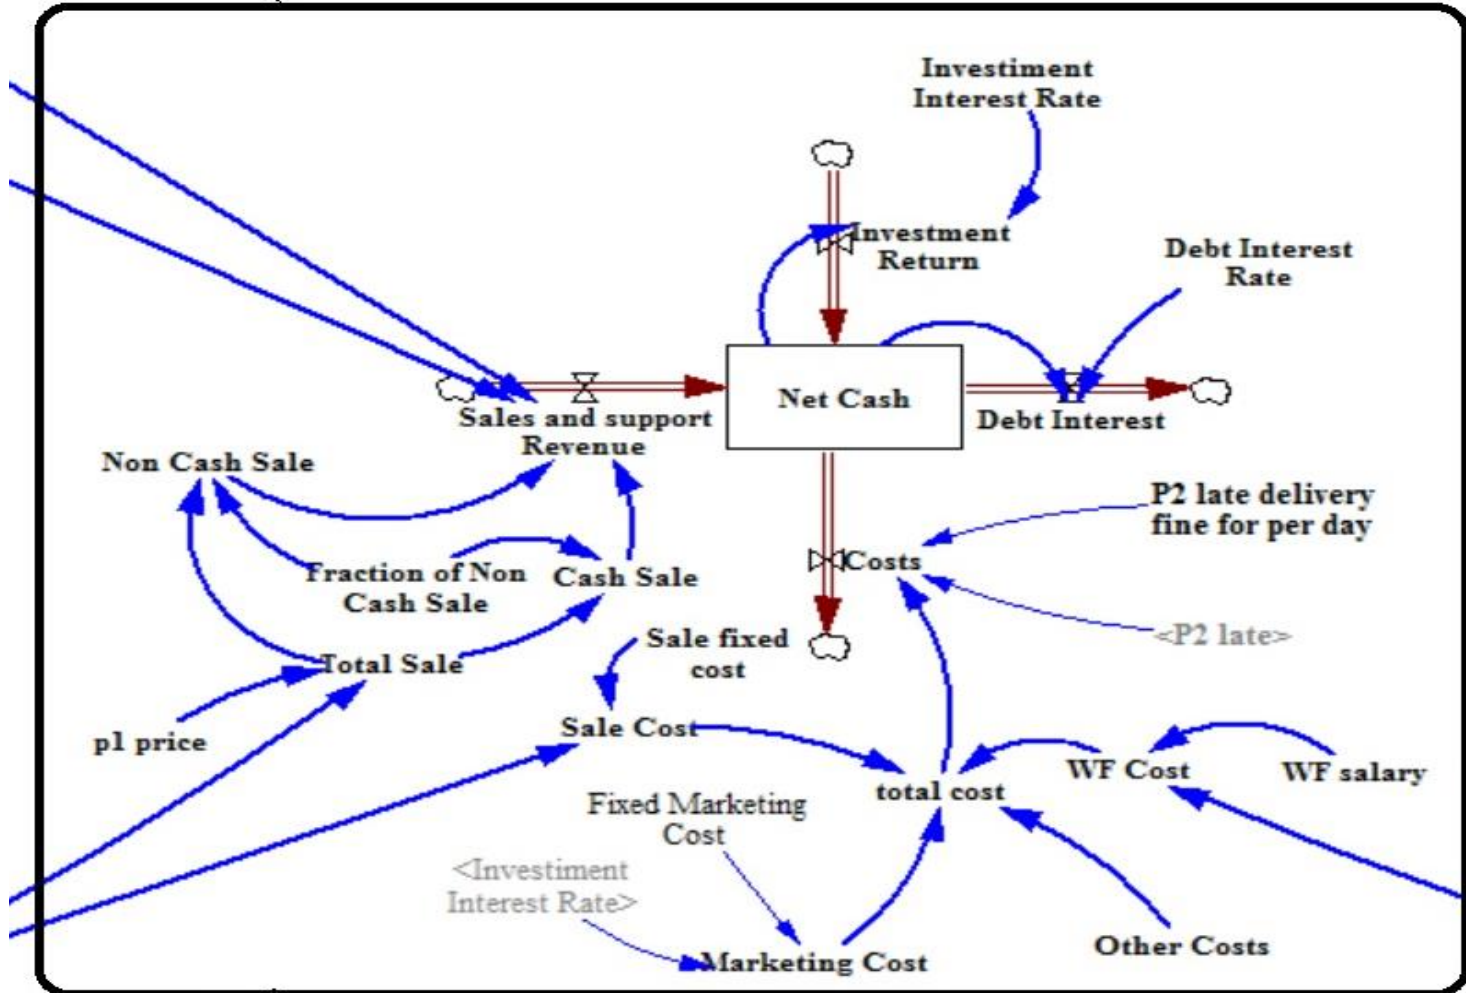 Investiment
Interest Rate
Investment
Return
Debt Interest
Rate
Net Cash
Sales and support
Revenue
Debt Interest
Non Cash Sale
P2 late delivery
fine for per day
Costs
Fraction of Non
Cash Sale
Cash Sale
<P2 late>
Sale fixed
cost
Total Sale
p1 price
Sale Cost
WF Cost
WF salary
total cost
Fixed Marketing
Cost
<Investiment
Interest Rate>
Other Costs
Marketing Cost